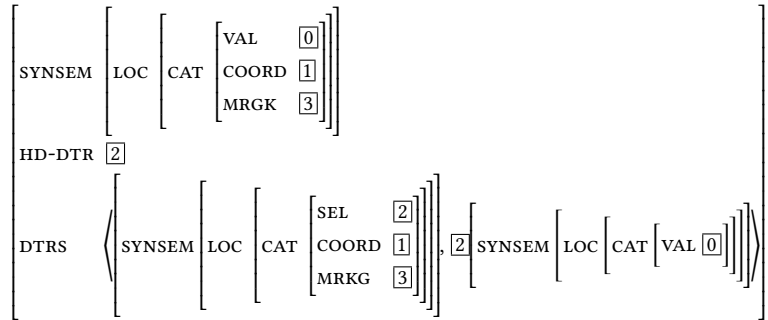 VAL 0
SYNSEM LOC CAT COORD 1
MRGK 3
HD-DTR 2
SEL 2
DTRS SYNSEM LOC CAT COORD 1 , 2 SYNSEM LOC CAT VAL 0
MRKG 3